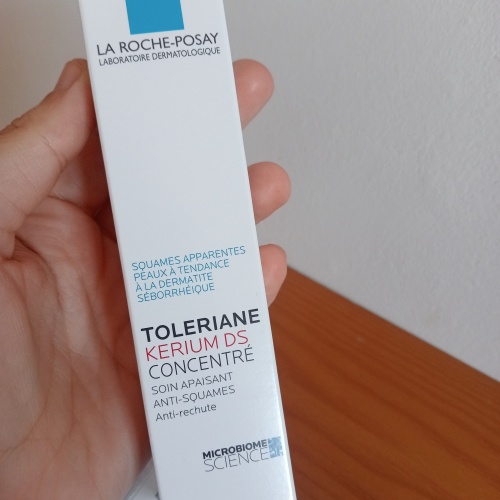 LA ROCHE-POSAY
LABORATOIRE DERMATOLOGIQUE
SQUAMES APPARENTES
PEAUX À TENDANCE
À LA DERMATITE
SÉBORRHÉIQUE
TOLERIANE
KERIUM DS
CONCENTRÉ
SOIN APAISANT
ANTI-SQUAMES
Anti-rechute
MICROBIOME
SCIENCE